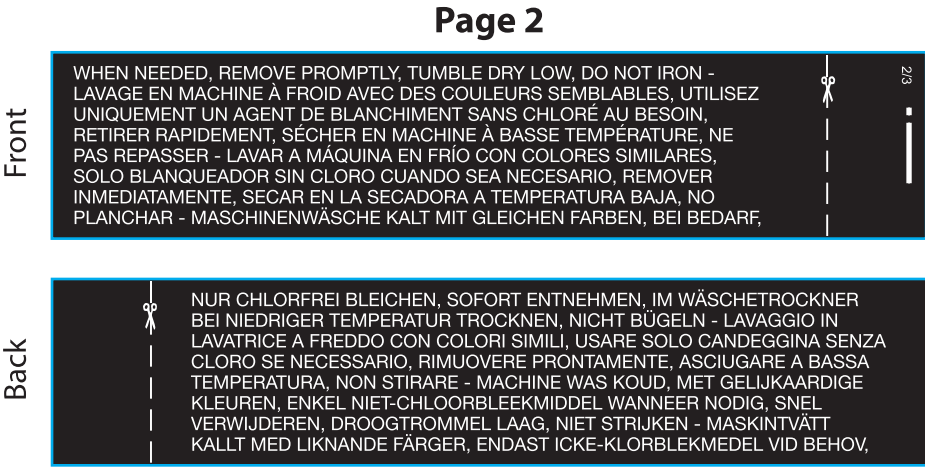 Page 2
Front
WHEN NEEDED, REMOVE PROMPTLY, TUMBLE DRY LOW, DO NOT IRON -
LAVAGE EN MACHINE À FROID AVEC DES COULEURS SEMBLABLES, UTILISEZ
UNIQUEMENT UN AGENT DE BLANCHIMENT SANS CHLORÉ AU BESOIN,
RETIRER RAPIDEMENT, SÉCHER EN MACHINE À BASSE TEMPÉRATURE, NE
PAS REPASSER - LAVAR A MÁQUINA EN FRÍO CON COLORES SIMILARES,
SOLO BLANQUEADOR SIN CLORO CUANDO SEA NECESARIO, REMOVER
INMEDIATAMENTE, SECAR EN LA SECADORA A TEMPERATURA BAJA, NO
PLANCHAR - MASCHINENWÄSCHE KALT MIT GLEICHEN FARBEN, BEI BEDARF,
2/3
Back
NUR CHLORFREI BLEICHEN, SOFORT ENTNEHMEN, IM WÄSCHETROCKNER
BEI NIEDRIGER TEMPERATUR TROCKNEN, NICHT BÜGELN - LAVAGGIO IN
LAVATRICE A FREDDO CON COLORI SIMILI, USARE SOLO CANDEGGINA SENZA
CLORO SE NECESSARIO, RIMUOVERE PRONTAMENTE, ASCIUGARE A BASSA
TEMPERATURA, NON STIRARE - MACHINE WAS KOUD, MET GELIJKAARDIGE
KLEUREN, ENKEL NIET-CHLOORBLEEKMIDDEL WANNEER NODIG, SNEL
VERWIJDEREN, DROOGTROMMEL LAAG, NIET STRIJKEN - MASKINTVÄTT
KALLT MED LIKNANDE FÄRGER, ENDAST ICKE-KLORBLEKMEDEL VID BEHOV,